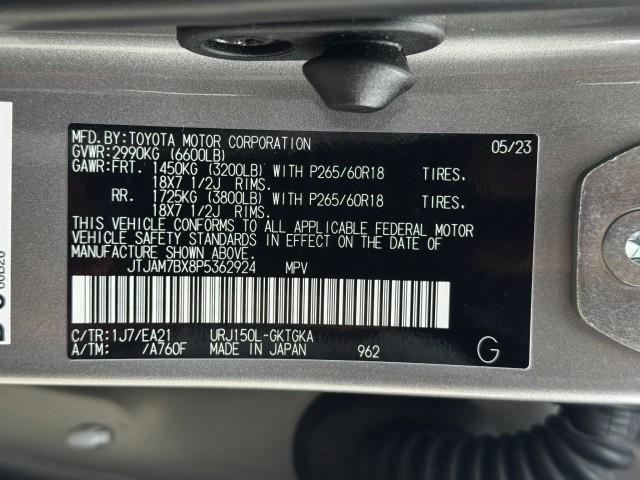 MFD.BY:TOYOTA MOTOR CORPORATION 05/23
GVWR:2990KG (6600LB)
GAWR:FRT. 1450KG (3200LB) WITH P265/60R18 TIRES.
18X7 1/2J RIMS.
RR. 1725KG (3800LB) WITH P265/60R18 TIRES.
18X7 1/2J RIMS.
THIS VEHICLE CONFORMS TO ALL APPLICABLE FEDERAL MOTOR
VEHICLE SAFETY STANDARDS IN EFFECT ON THE DATE OF
MANUFACTURE SHOWN ABOVE.
JTJAM7BX8P5362924 MPV
C/TR:1J7/EA21 URJ150L-GKTGKA
A/TM: /A760F MADE IN JAPAN 962 G